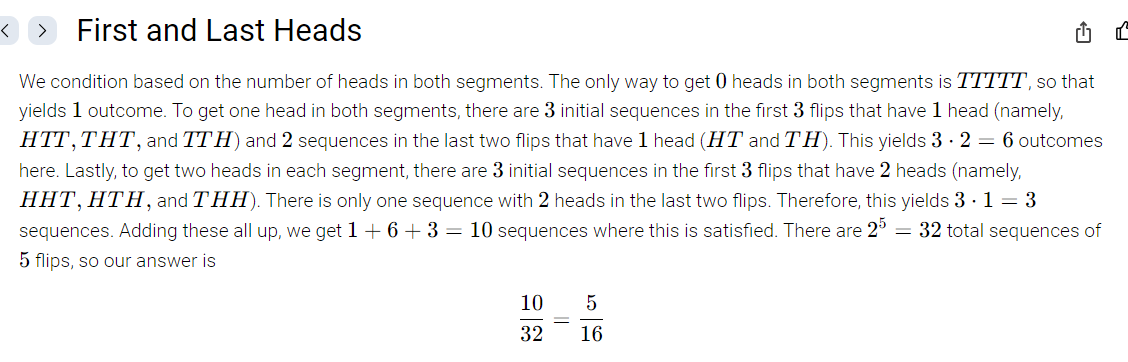 First and Last Heads
We condition based on the number of heads in both segments. The only way to get 0 heads in both segments is TTTTT, so that
yields 1 outcome. To get one head in both segments, there are 3 initial sequences in the first 3 flips that have 1 head (namely,
HTT, THT, and TTH) and 2 sequences in the last two flips that have 1 head (HT and TH). This yields 3 · 2 = 6 outcomes
here. Lastly, to get two heads in each segment, there are 3 initial sequences in the first 3 flips that have 2 heads (namely,
HHT, HTH, and THH). There is only one sequence with 2 heads in the last two flips. Therefore, this yields 3 · 1 = 3
sequences. Adding these all up, we get 1 + 6 + 3 = 10 sequences where this is satisfied. There are 2⁵ = 32 total sequences of
5 flips, so our answer is
10/32 = 5/16